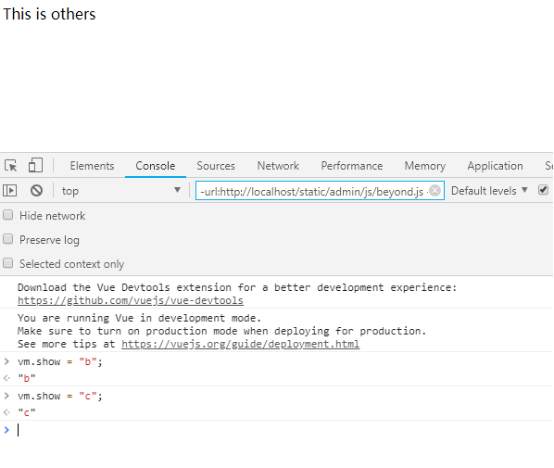 This is others
Elements Console Sources Network Performance Memory Application Se
top ▼ -url:http://localhost/static/admin/js/beyond.js - Default levels ▼
Hide network
Preserve log
Selected context only
Download the Vue Devtools extension for a better development experience:
https://github.com/vuejs/vue-devtools
You are running Vue in development mode.
Make sure to turn on production mode when deploying for production.
See more tips at https://vuejs.org/guide/deployment.html
> vm.show = "b";
< "b"
> vm.show = "c";
< "c"
>